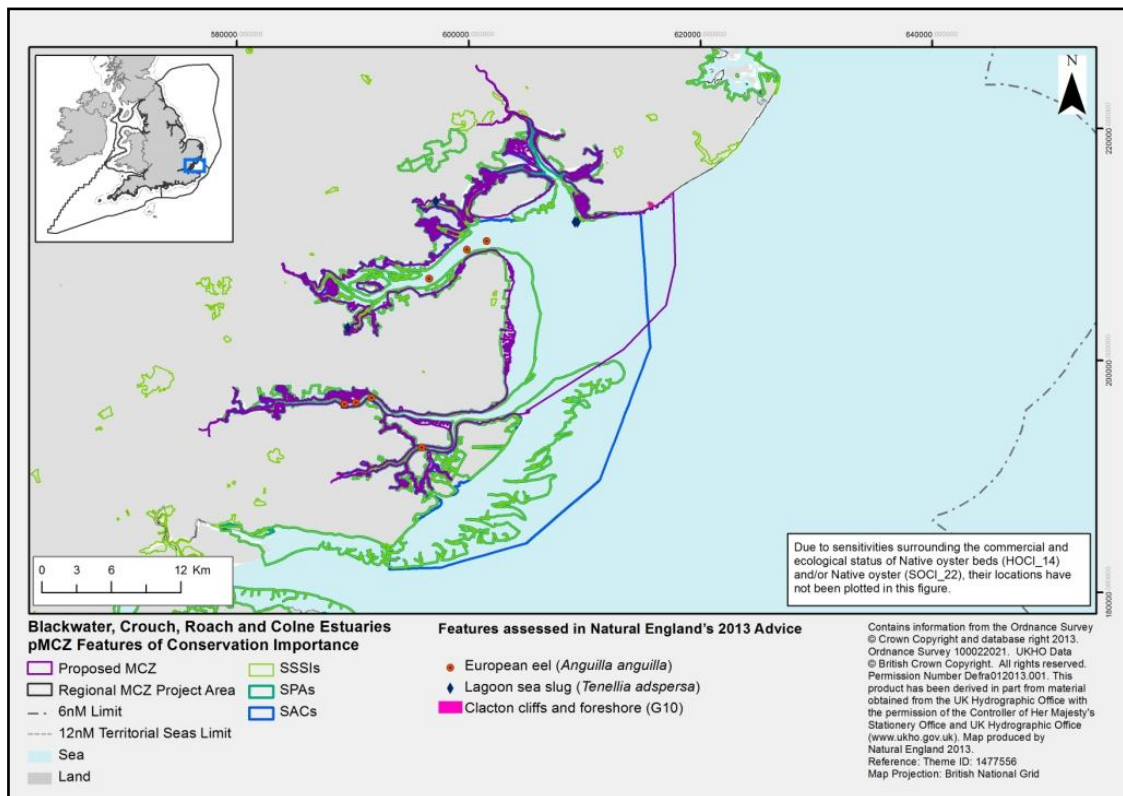 580000.000000
600000.000000
620000.000000
640000.000000
N
220000.000000
200000.000000
180000.000000
0 3 6 12 Km
Due to sensitivities surrounding the commercial and
ecological status of Native oyster beds (HOCI_14)
and/or Native oyster (SOCI_22), their locations have
not been plotted in this figure.
Blackwater, Crouch, Roach and Colne Estuaries
pMCZ Features of Conservation Importance
Proposed MCZ
Regional MCZ Project Area
6nM Limit
12nM Territorial Seas Limit
Sea
Land
SSSIs
SPAs
SACs
Features assessed in Natural England's 2013 Advice
European eel (Anguilla anguilla)
Lagoon sea slug (Tenellia adspersa)
Clacton cliffs and foreshore (G10)
Contains information from the Ordnance Survey
© Crown Copyright and database right 2013.
Ordnance Survey 100022021. UKHO Data
© British Crown Copyright. All rights reserved.
Permission Number Defra012013.001. This
product has been derived in part from material
obtained from the UK Hydrographic Office with
the permission of the Controller of Her Majesty's
Stationery Office and UK Hydrographic Office
(www.ukho.gov.uk). Map produced by
Natural England 2013.
Reference: Theme ID: 1477556
Map Projection: British National Grid